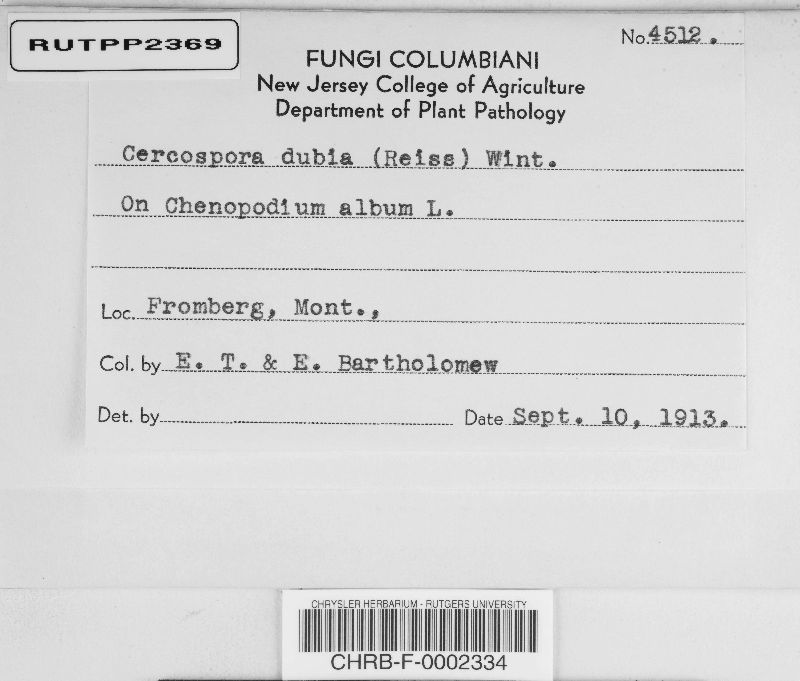 RUTPP2369
No. 4512.
FUNGI COLUMBIANI
New Jersey College of Agriculture
Department of Plant Pathology
Cercospora dubia (Reiss) Wint.
On Chenopodium album L.
Loc. Fromberg, Mont.,
Col. by E. T. & E. Bartholomew
Det. by Date Sept. 10, 1913.
CHRYSLER HERBARIUM - RUTGERS UNIVERSITY
CHRB-F-0002334